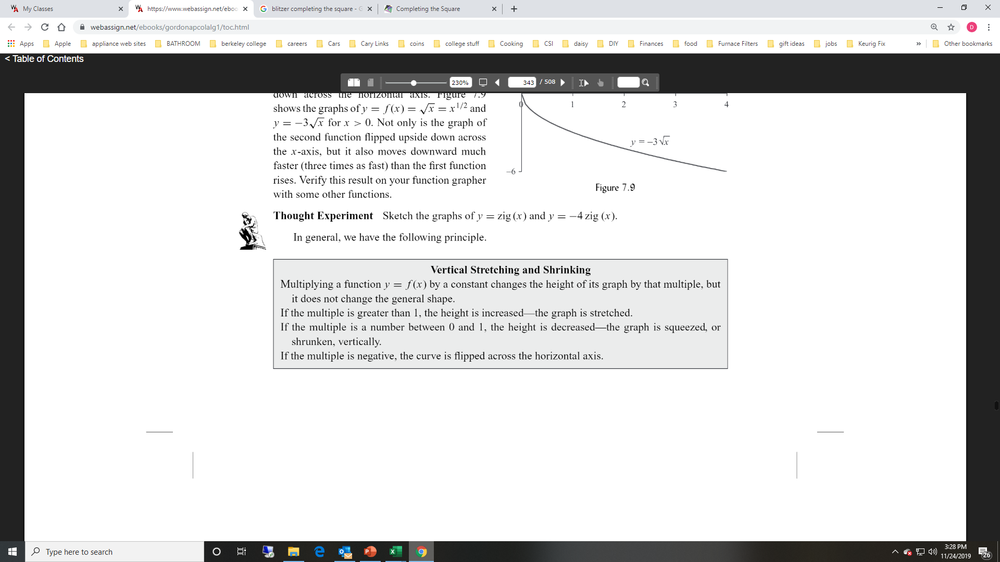 My Classes
https://www.webassign.net/eboo
blitzer completing the square - G
Completing the Square
webassign.net/ebooks/gordonapcolalg1/toc.html
D
Apps Apple appliance web sites BATHROOM berkeley college careers Cars Cary Links coins college stuff Cooking CSI daisy DIY Finances food Furnace Filters gift ideas jobs Keurig Fix » Other bookmarks
< Table of Contents
230% 343 / 508
down across the horizontal axis. Figure 7.9
shows the graphs of y = f(x) = √x = x^1/2 and
y = −3√x for x > 0. Not only is the graph of
the second function flipped upside down across
the x-axis, but it also moves downward much
faster (three times as fast) than the first function
rises. Verify this result on your function grapher
with some other functions.
0 1 2 3 4
y = −3√x
−6
Figure 7.9
Thought Experiment Sketch the graphs of y = zig (x) and y = −4 zig (x).
In general, we have the following principle.
Vertical Stretching and Shrinking
Multiplying a function y = f(x) by a constant changes the height of its graph by that multiple, but
it does not change the general shape.
If the multiple is greater than 1, the height is increased—the graph is stretched.
If the multiple is a number between 0 and 1, the height is decreased—the graph is squeezed, or
shrunken, vertically.
If the multiple is negative, the curve is flipped across the horizontal axis.
Type here to search
3:28 PM
11/24/2019
26